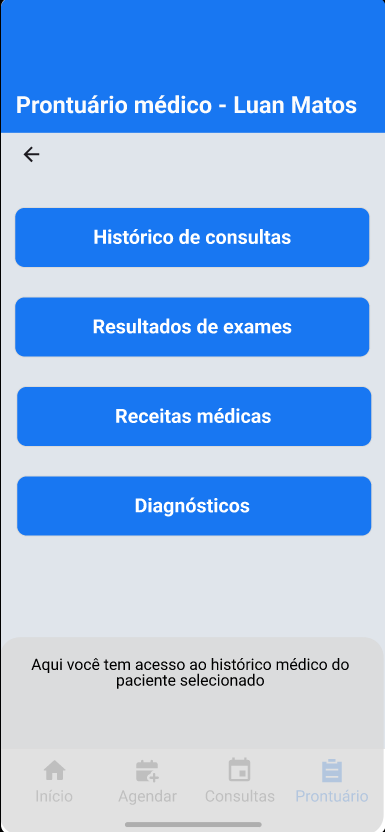 Prontuário médico - Luan Matos
Histórico de consultas
Resultados de exames
Receitas médicas
Diagnósticos
Aqui você tem acesso ao histórico médico do
paciente selecionado
Início
Agendar
Consultas
Prontuário